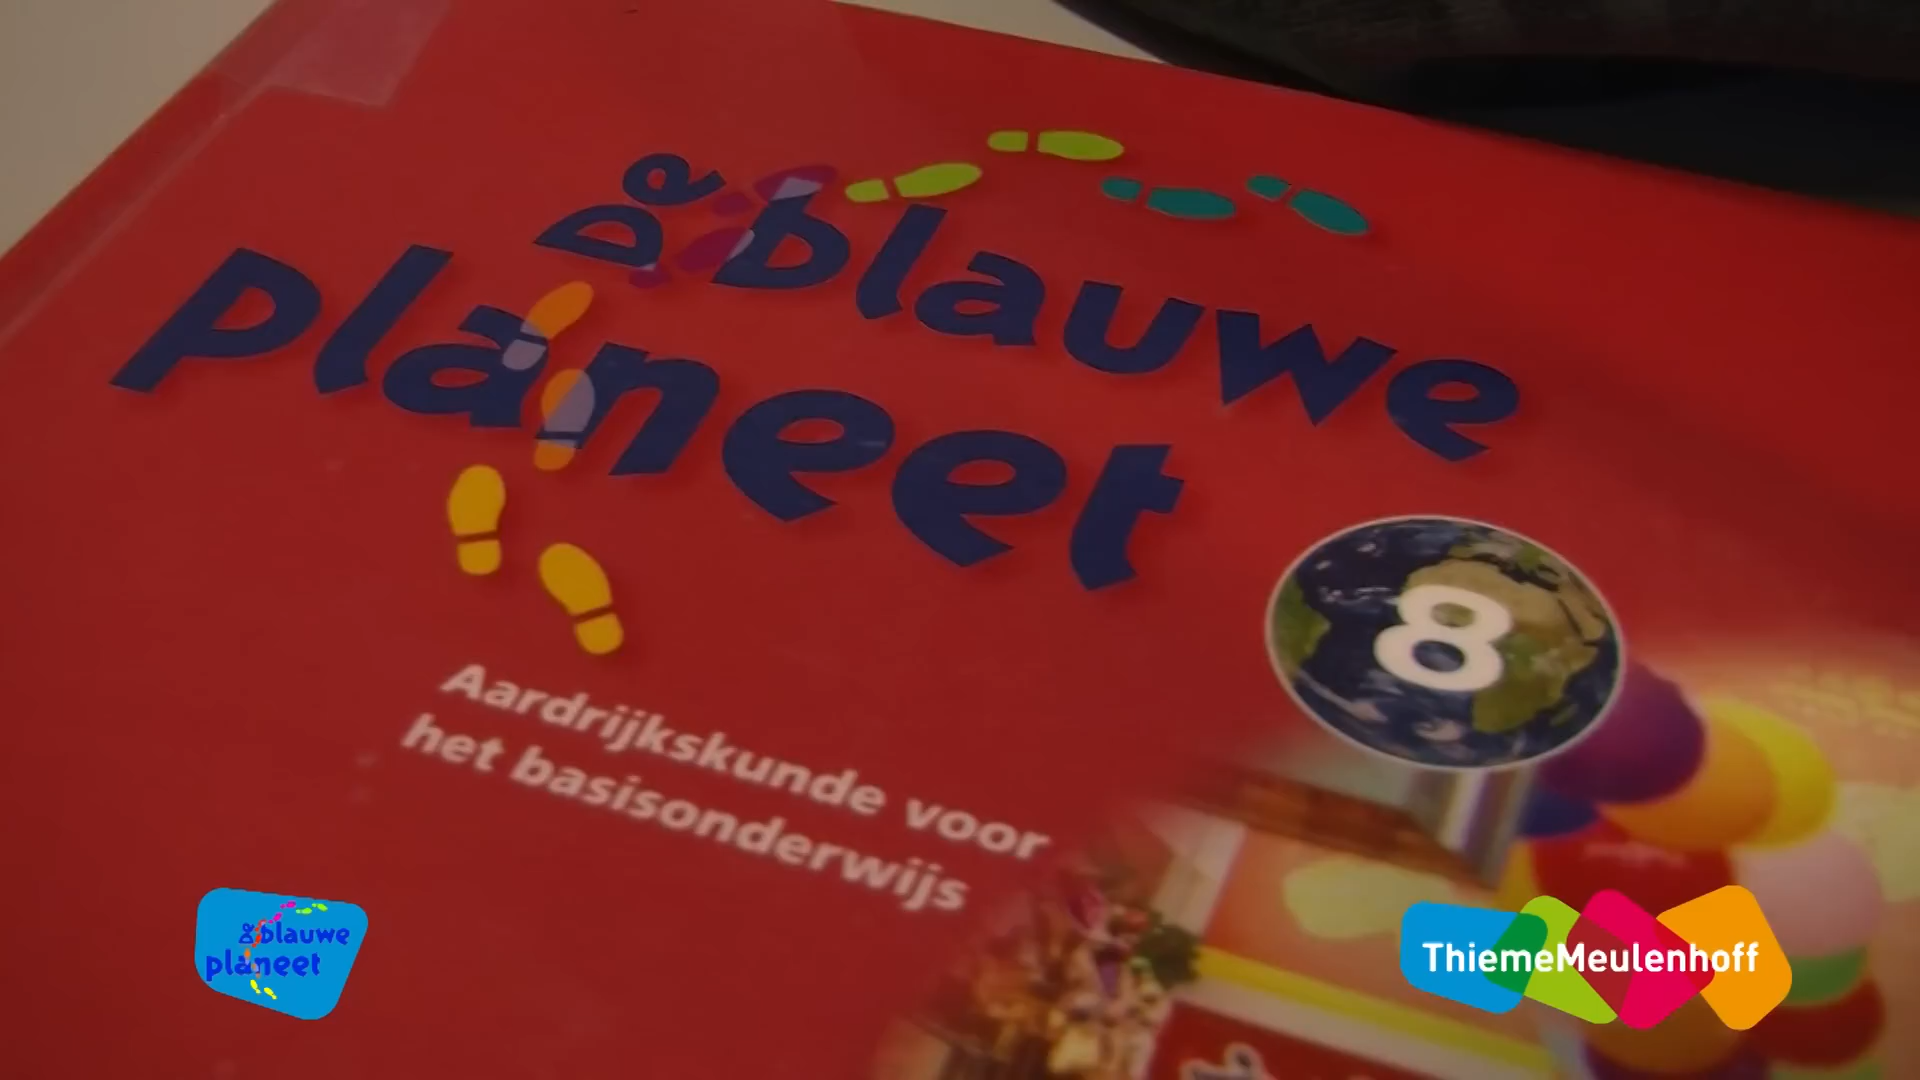 De blauwe
planeet
8
Aardrijkskunde voor
het basisonderwijs
De blauwe
planeet
ThiemeMeulenhoff